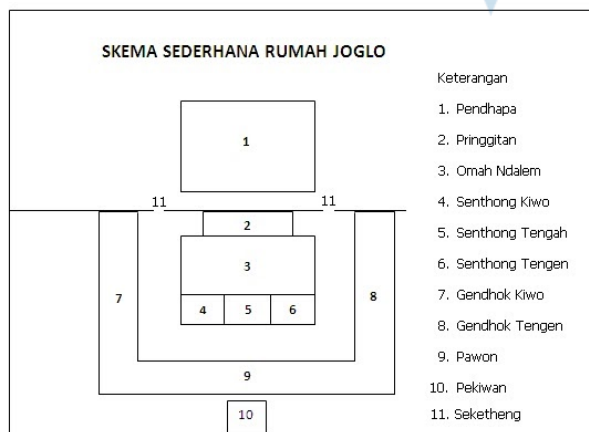 SKEMA SEDERHANA RUMAH JOGLO
Keterangan
1. Pendhapa
2. Pringgitan
3. Omah Ndalem
4. Senthong Kiwo
5. Senthong Tengah
6. Senthong Tengen
7. Gendhok Kiwo
8. Gendhok Tengen
9. Pawon
10. Pekiwan
11. Seketheng
1
11
11
2
3
7
8
4
5
6
9
10